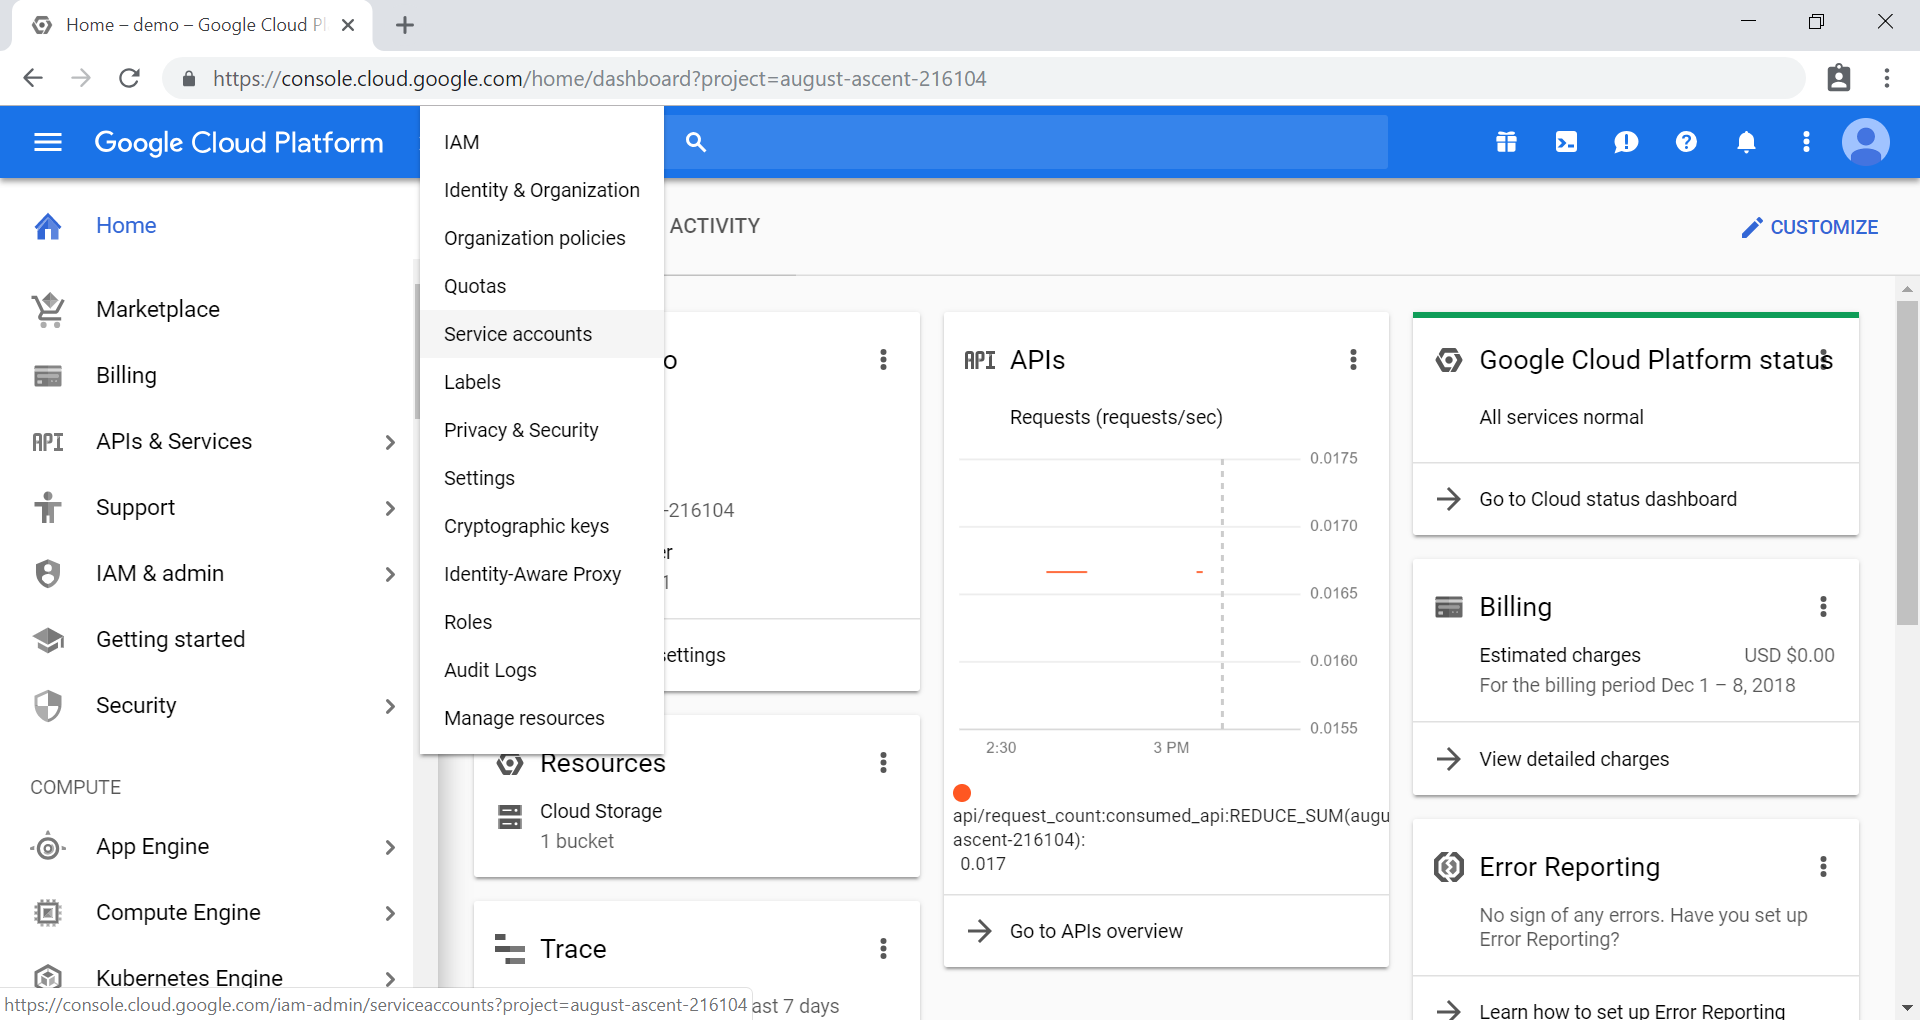 Home – demo – Google Cloud Pl
https://console.cloud.google.com/home/dashboard?project=august-ascent-216104
Google Cloud Platform
Home
Marketplace
Billing
API
APIs & Services
Support
IAM & admin
Getting started
Security
COMPUTE
App Engine
Compute Engine
Kubernetes Engine
IAM
Identity & Organization
Organization policies
Quotas
Service accounts
Labels
Privacy & Security
Settings
Cryptographic keys
Identity-Aware Proxy
Roles
Audit Logs
Manage resources
ACTIVITY
CUSTOMIZE
o
-216104
er
1
settings
Resources
Cloud Storage
1 bucket
Trace
ast 7 days
API
APIs
Requests (requests/sec)
0.0175
0.0170
0.0165
0.0160
0.0155
2:30
3 PM
api/request_count:consumed_api:REDUCE_SUM(augu
ascent-216104):
0.017
Go to APIs overview
Google Cloud Platform status
All services normal
Go to Cloud status dashboard
Billing
Estimated charges
USD $0.00
For the billing period Dec 1 – 8, 2018
View detailed charges
Error Reporting
No sign of any errors. Have you set up
Error Reporting?
Learn how to set up Error Reporting
https://console.cloud.google.com/iam-admin/serviceaccounts?project=august-ascent-216104